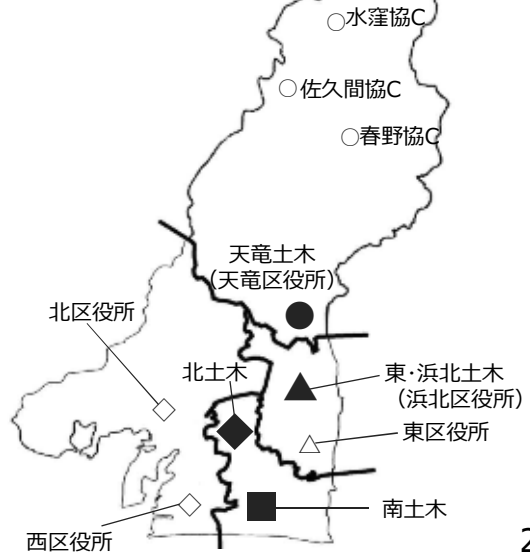 水窪協C
佐久間協C
春野協C
天竜土木
(天竜区役所)
北区役所
北土木
東･浜北土木
(浜北区役所)
東区役所
南土木
西区役所
2